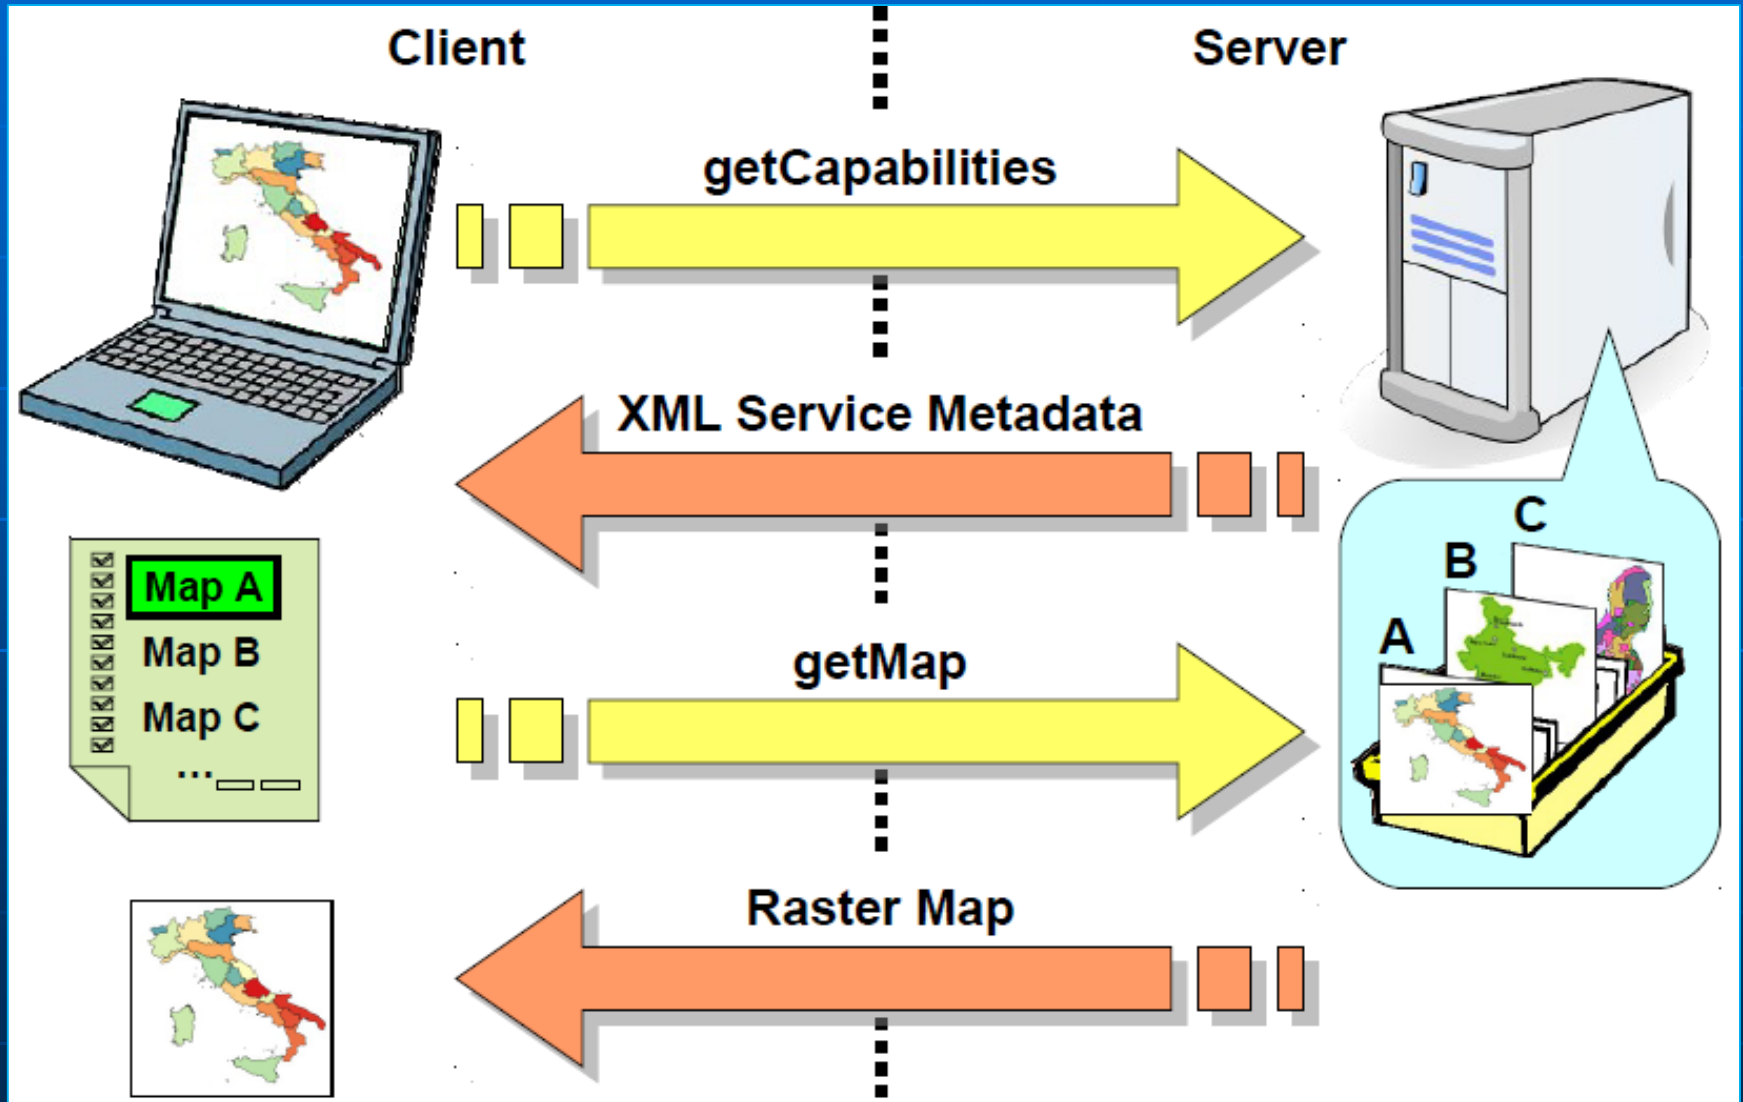 Client
Server
getCapabilities
XML Service Metadata
Map A
Map B
Map C
...
getMap
C
B
A
Raster Map